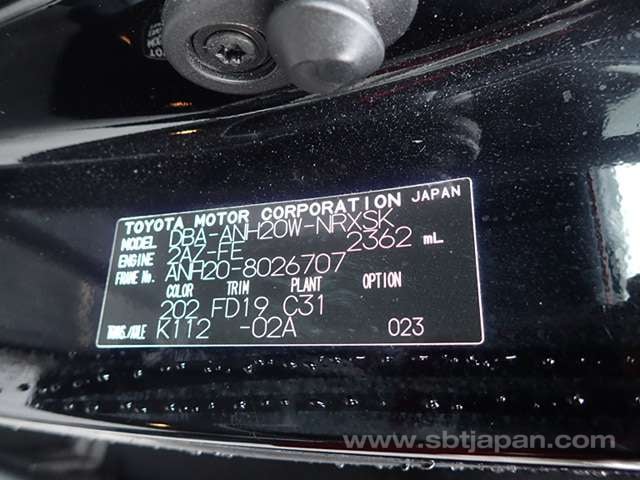 TOYOTA MOTOR CORPORATION JAPAN
MODEL DBA-ANH20W-NRXSK
ENGINE 2AZ-FE 2362 mL
FRAME No. ANH20-8026707
COLOR TRIM PLANT OPTION
202 FD19 C31
TRANS./AXLE K112 -02A 023
www.sbtjapan.com